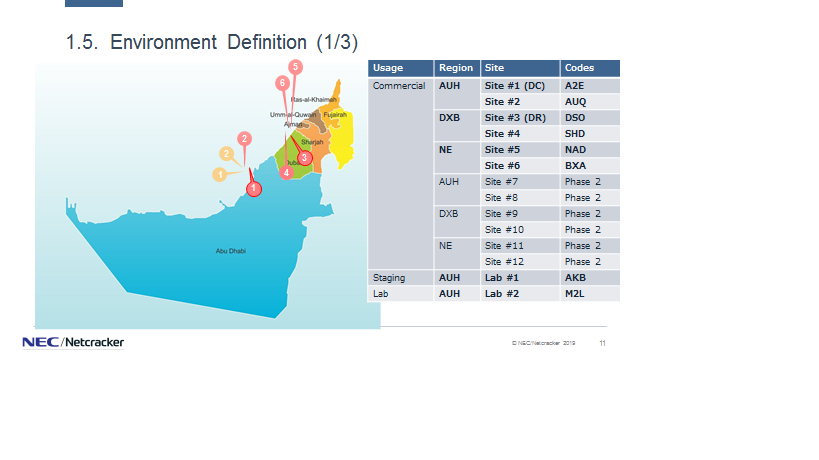 1.5. Environment Definition (1/3)
5
6
Ras-al-Khaimah
Umm-al-Quwain Fujairah
Ajman
2
Sharjah
2
3
Dubai
4
1
1
Abu Dhabi
Usage Region Site Codes
Commercial AUH Site #1 (DC) A2E
Site #2 AUQ
DXB Site #3 (DR) DSO
Site #4 SHD
NE Site #5 NAD
Site #6 BXA
AUH Site #7 Phase 2
Site #8 Phase 2
DXB Site #9 Phase 2
Site #10 Phase 2
NE Site #11 Phase 2
Site #12 Phase 2
Staging AUH Lab #1 AKB
Lab AUH Lab #2 M2L
NEC/Netcracker
© NEC/Netcracker 2019 11